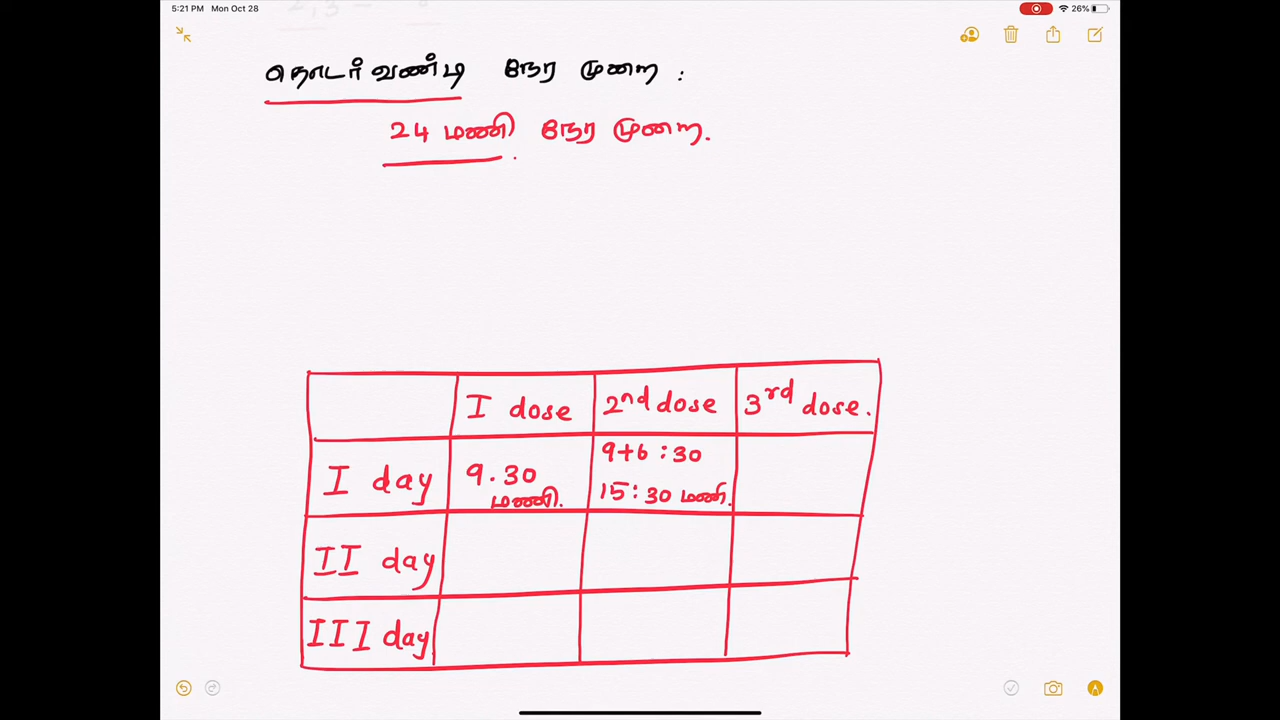 5:21 PM Mon Oct 28
26%
தொடர்வண்டி நேர முறை :
24 மணி நேர முறை.
I dose 2nd dose 3rd dose.
I day 9.30 மணி. 9+6 : 30 15:30 மணி.
II day
III day